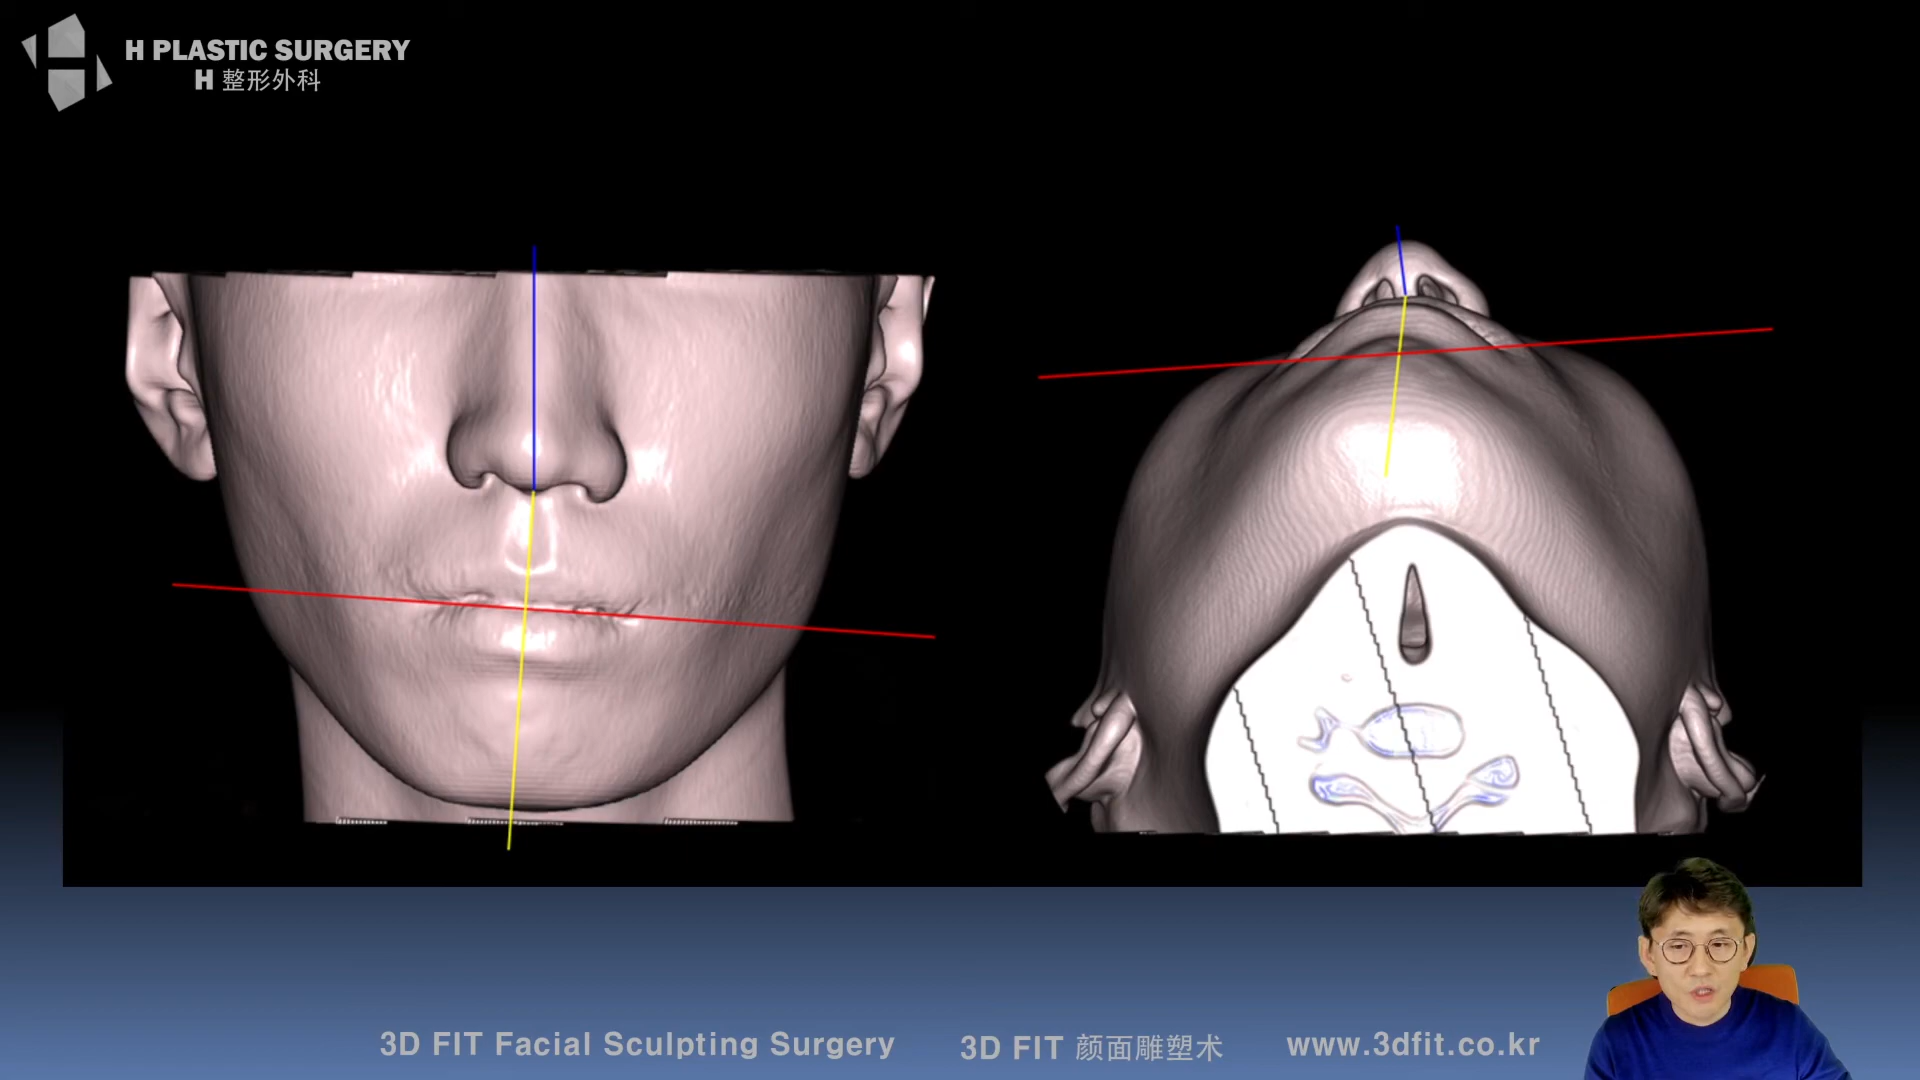 H PLASTIC SURGERY
H 整形外科
3D FIT Facial Sculpting Surgery
3D FIT 颜面雕塑术
www.3dfit.co.kr